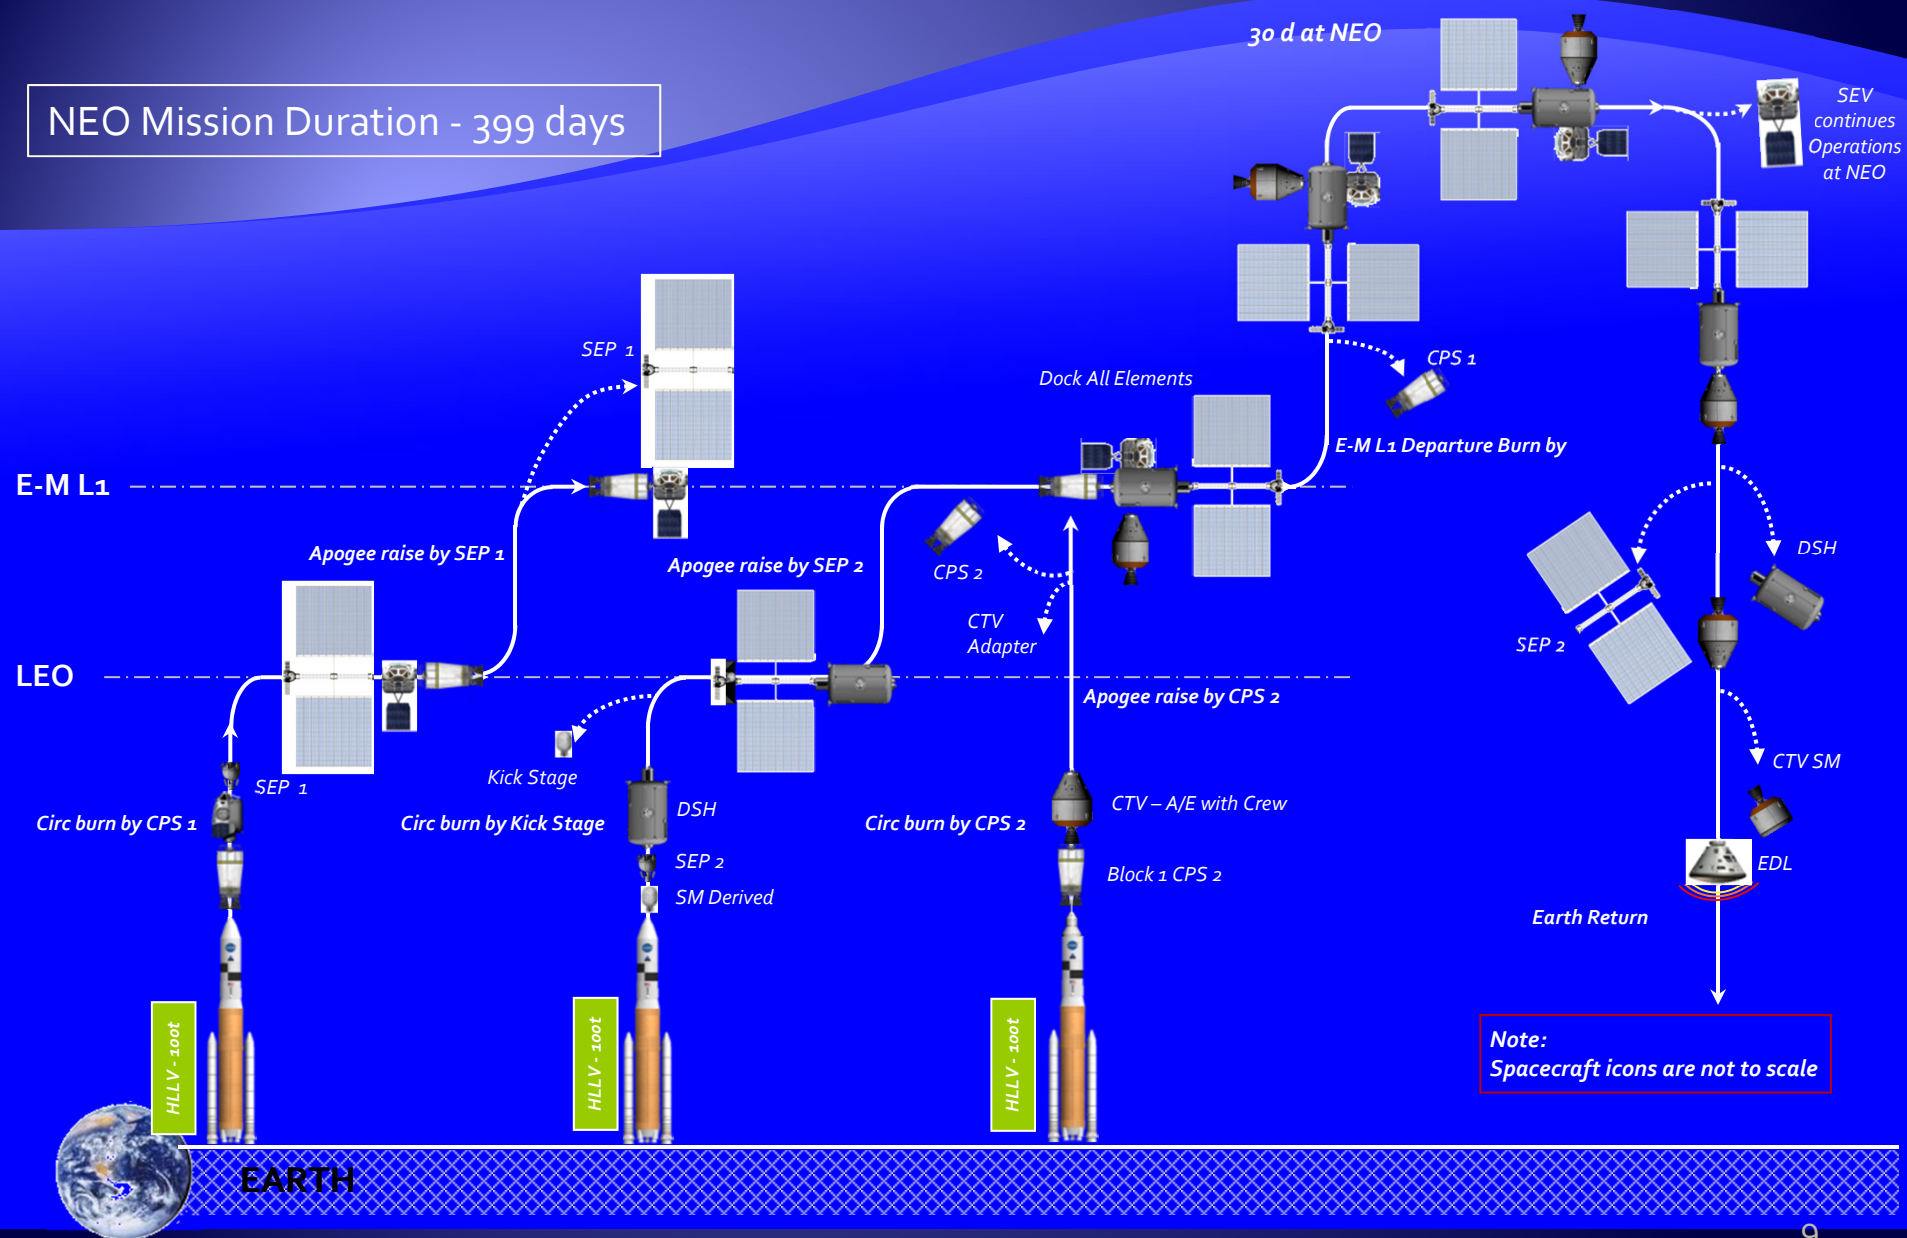 NEO Mission Duration - 399 days
30 d at NEO
SEV
continues
Operations
at NEO
SEP 1
Dock All Elements
CPS 1
E-M L1 Departure Burn by
E-M L1
Apogee raise by SEP 1
Apogee raise by SEP 2
CPS 2
CTV
Adapter
DSH
SEP 2
LEO
Apogee raise by CPS 2
Kick Stage
SEP 1
CTV SM
Circ burn by CPS 1
Circ burn by Kick Stage
DSH
Circ burn by CPS 2
CTV – A/E with Crew
SEP 2
Block 1 CPS 2
SM Derived
EDL
Earth Return
HLLV - 100t
HLLV - 100t
HLLV - 100t
Note:
Spacecraft icons are not to scale
EARTH
9